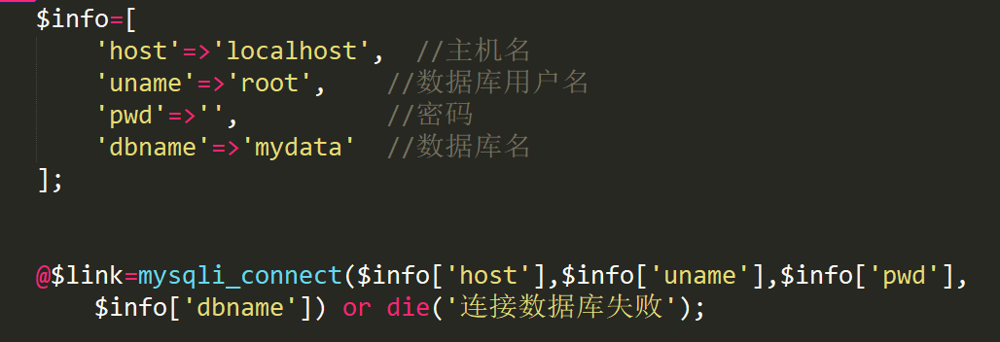 $info=[
    'host'=>'localhost',  //主机名
    'uname'=>'root',    //数据库用户名
    'pwd'=>'',          //密码
    'dbname'=>'mydata'  //数据库名
];
@$link=mysqli_connect($info['host'],$info['uname'],$info['pwd'],
    $info['dbname']) or die('连接数据库失败');